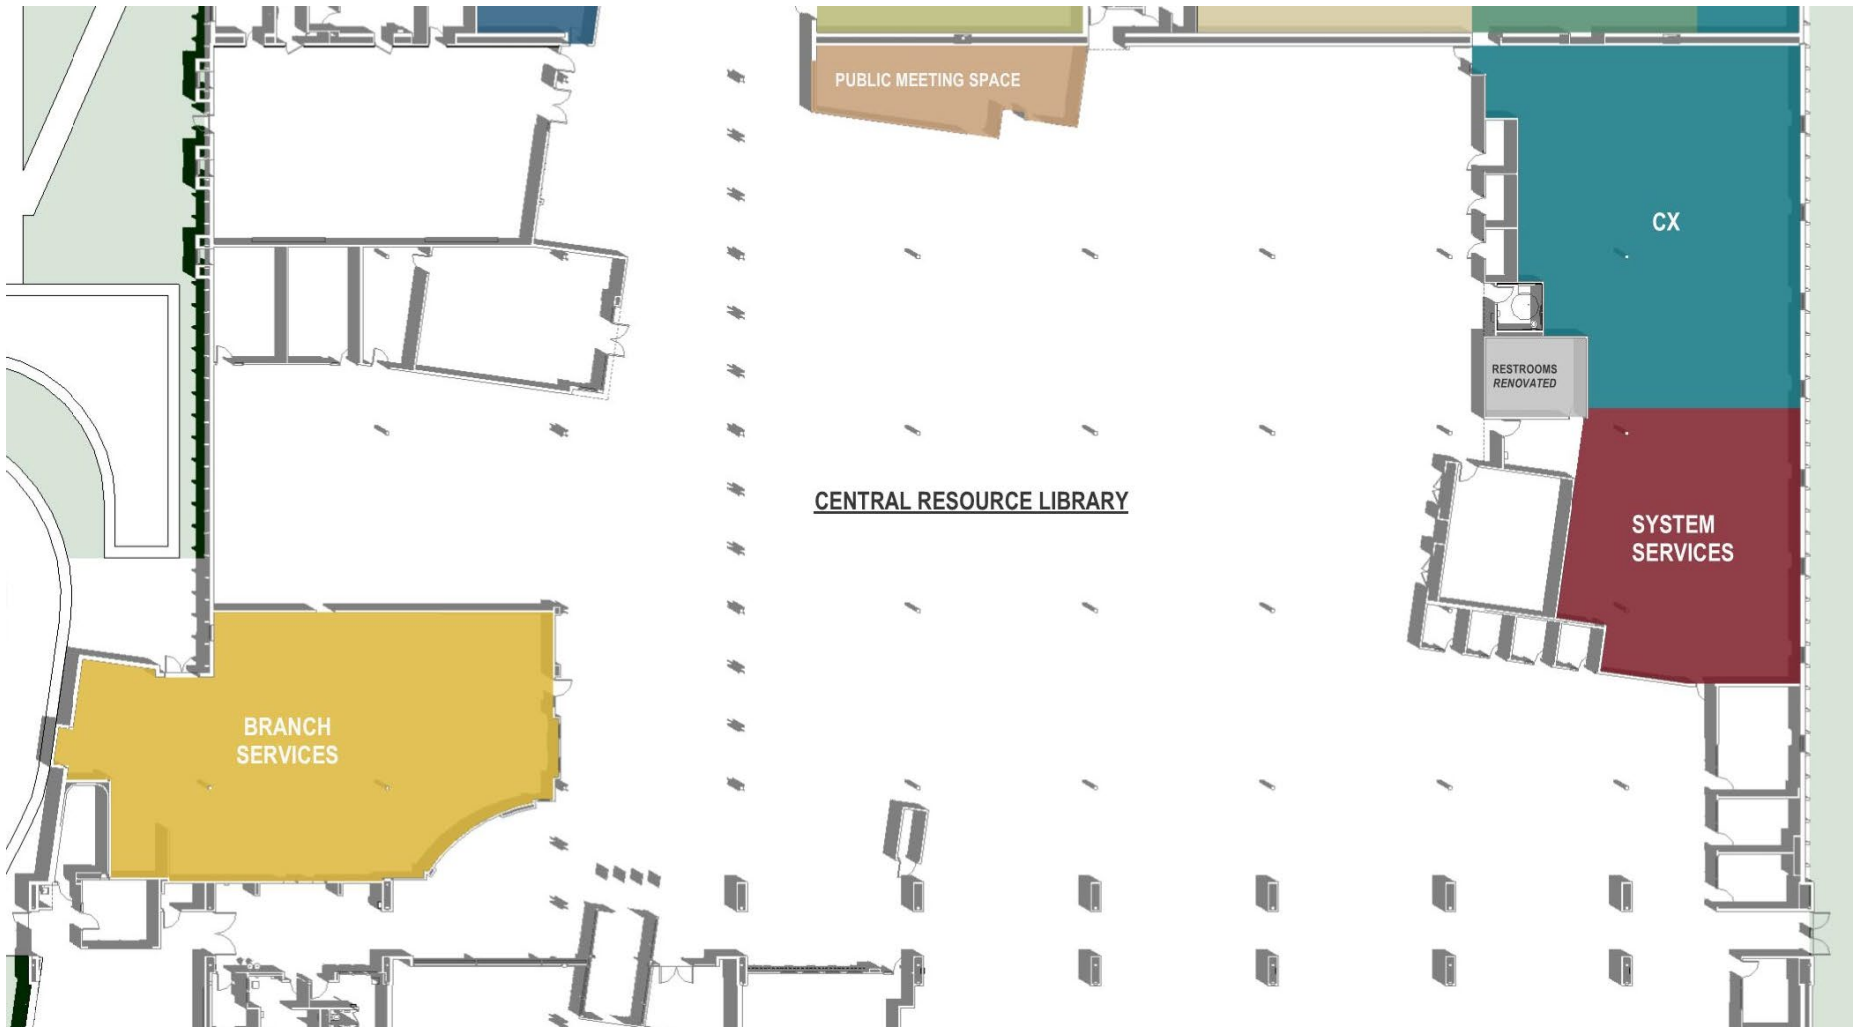 PUBLIC MEETING SPACE
CX
RESTROOMS
RENOVATED
CENTRAL RESOURCE LIBRARY
SYSTEM
SERVICES
BRANCH
SERVICES